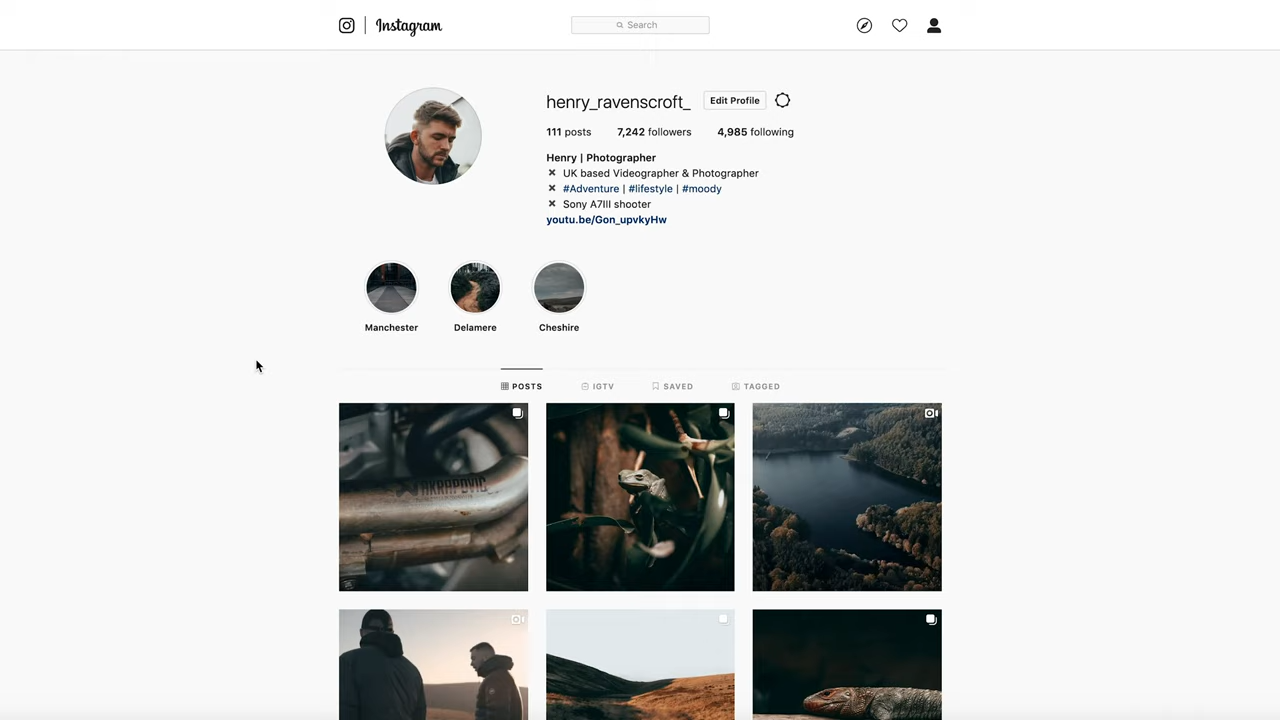 Instagram
Search
henry_ravenscroft_ Edit Profile
111 posts 7,242 followers 4,985 following
Henry | Photographer
✕ UK based Videographer & Photographer
✕ #Adventure | #lifestyle | #moody
✕ Sony A7III shooter
youtu.be/Gon_upvkyHw
Manchester Delamere Cheshire
POSTS IGTV SAVED TAGGED
AKRAPOVIČ